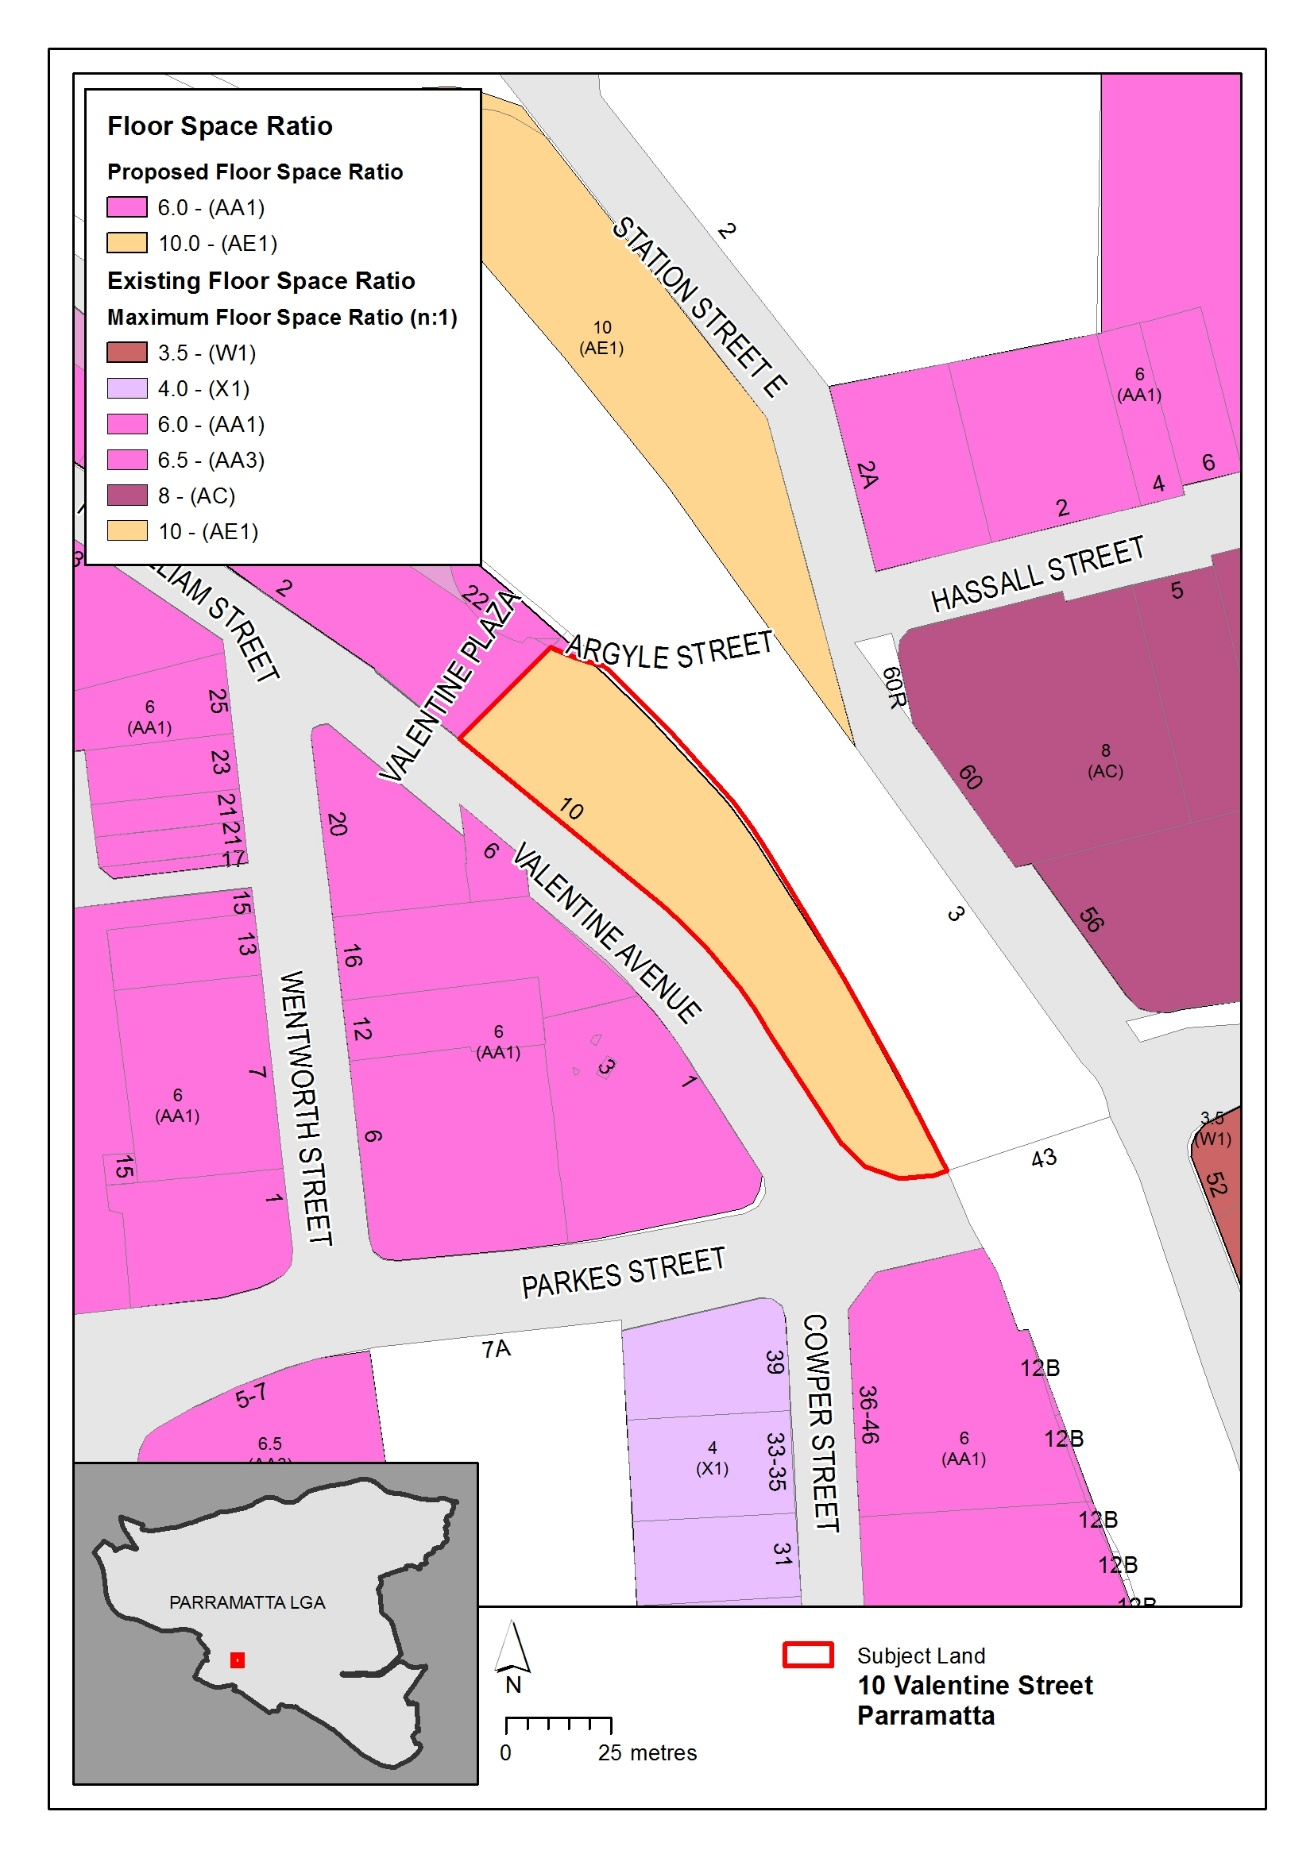 Floor Space Ratio
Proposed Floor Space Ratio
6.0 - (AA1)
10.0 - (AE1)
Existing Floor Space Ratio
Maximum Floor Space Ratio (n:1)
3.5 - (W1)
4.0 - (X1)
6.0 - (AA1)
6.5 - (AA3)
8 - (AC)
10 - (AE1)
STATION STREET E
2
10
(AE1)
6
(AA1)
2A
2
4
6
HASSALL STREET
5
3
LLIAM STREET
2
22
VALENTINE PLAZA
ARGYLE STREET
60R
60
8
(AC)
56
3
6
(AA1)
25
23
21
21
17
15
13
7
6
(AA1)
15
1
WENTWORTH STREET
20
6
16
12
6
(AA1)
6
3
1
10
VALENTINE AVENUE
43
3.5
(W1)
52
PARKES STREET
7A
5-7
6.5
39
33-35
4
(X1)
31
COWPER STREET
36-46
6
(AA1)
12B
12B
12B
12B
12B
PARRAMATTA LGA
N
0 25 metres
Subject Land
10 Valentine Street
Parramatta